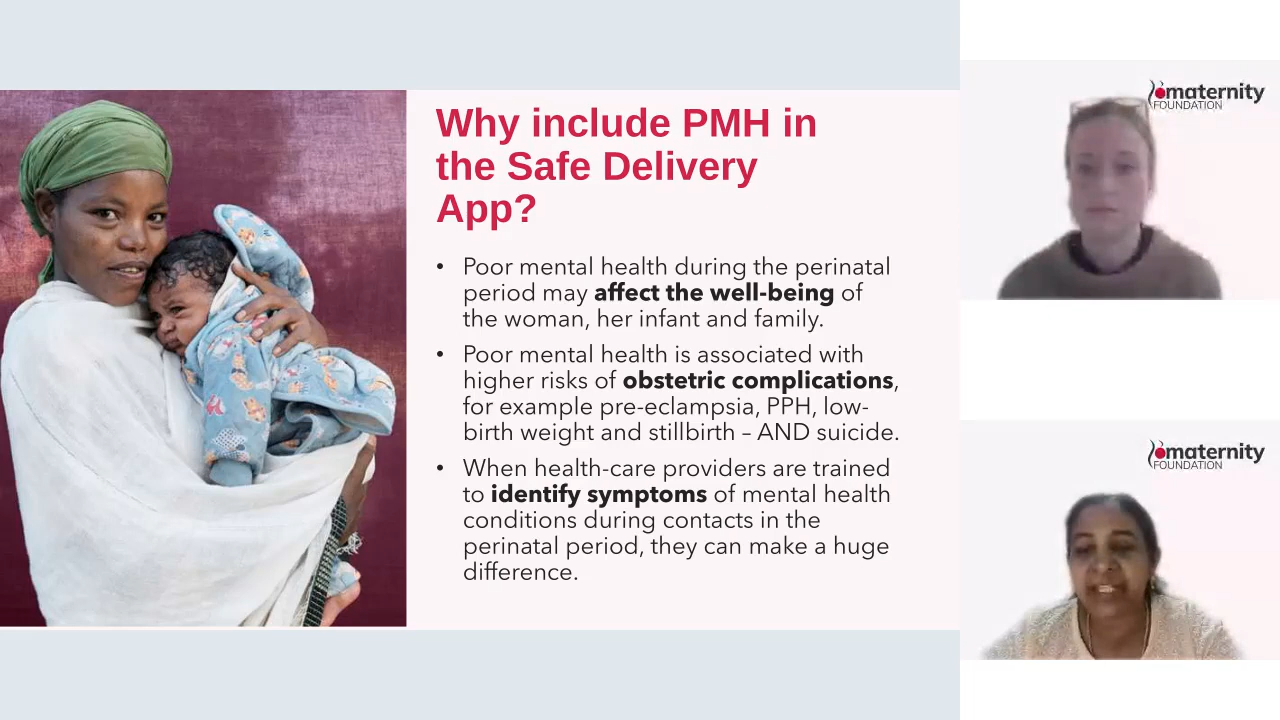 Why include PMH in
the Safe Delivery
App?
• Poor mental health during the perinatal
period may affect the well-being of
the woman, her infant and family.
• Poor mental health is associated with
higher risks of obstetric complications,
for example pre-eclampsia, PPH, low-
birth weight and stillbirth – AND suicide.
• When health-care providers are trained
to identify symptoms of mental health
conditions during contacts in the
perinatal period, they can make a huge
difference.
maternity
FOUNDATION
maternity
FOUNDATION